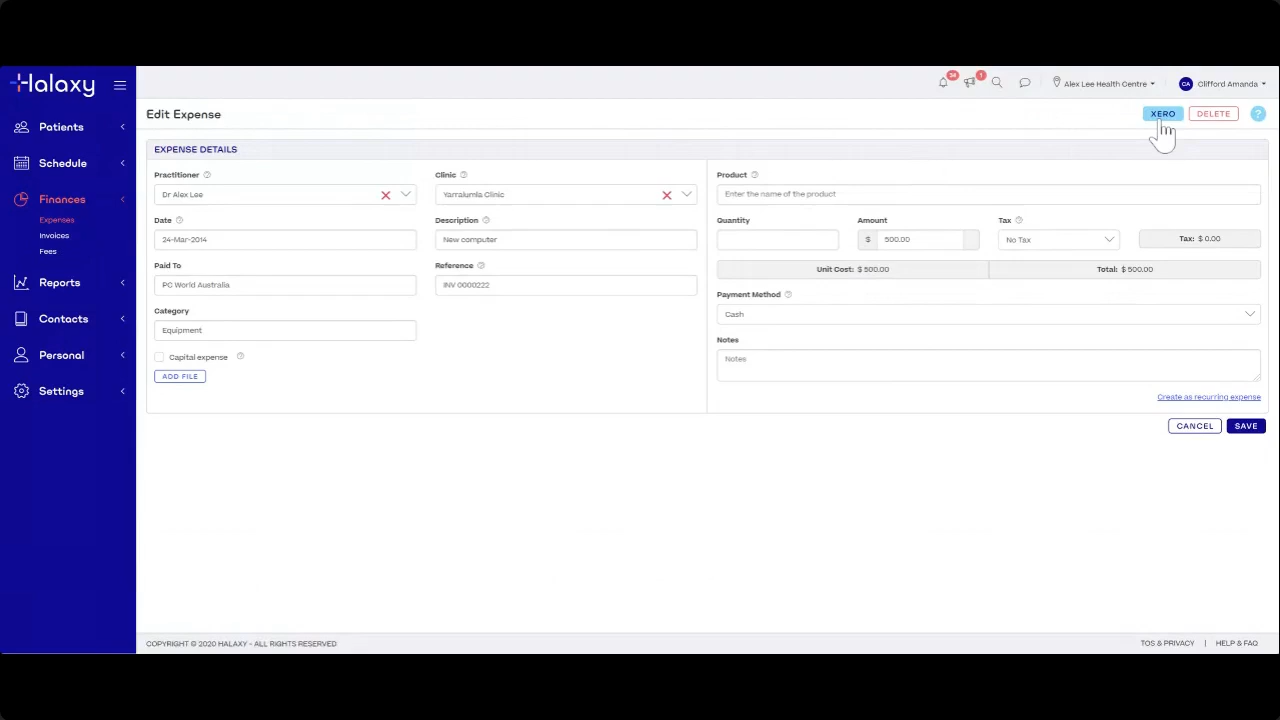 Halaxy
34
1
Alex Lee Health Centre
CA
Clifford Amanda
Patients
Schedule
Finances
Expenses
Invoices
Fees
Reports
Contacts
Personal
Settings
Edit Expense
XERO
DELETE
?
EXPENSE DETAILS
Practitioner
Dr Alex Lee
Clinic
Yarralumla Clinic
Date
24-Mar-2014
Description
New computer
Paid To
PC World Australia
Reference
INV 0000222
Category
Equipment
Capital expense
ADD FILE
Product
Enter the name of the product
Quantity
Amount
$ 500.00
Tax
No Tax
Tax: $ 0.00
Unit Cost: $ 500.00
Total: $ 500.00
Payment Method
Cash
Notes
Notes
Create as recurring expense
CANCEL
SAVE
COPYRIGHT © 2020 HALAXY - ALL RIGHTS RESERVED
TOS & PRIVACY | HELP & FAQ